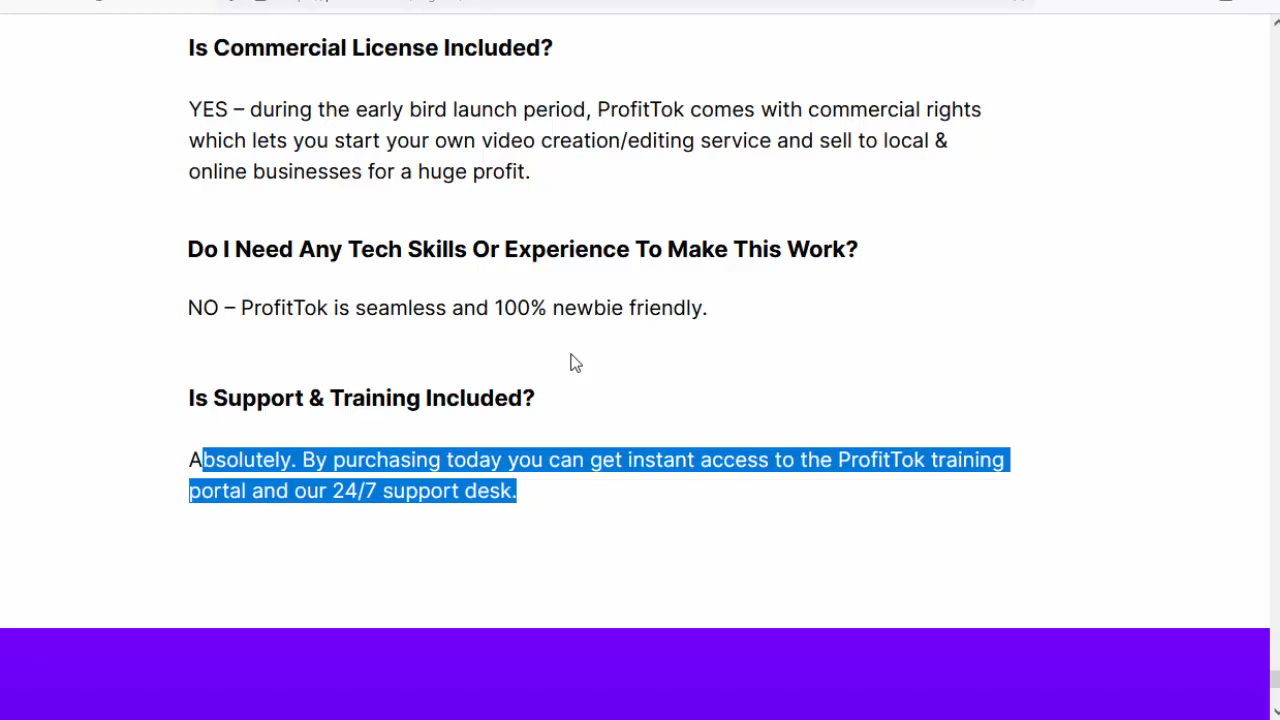 Is Commercial License Included?
YES – during the early bird launch period, ProfitTok comes with commercial rights
which lets you start your own video creation/editing service and sell to local &
online businesses for a huge profit.
Do I Need Any Tech Skills Or Experience To Make This Work?
NO – ProfitTok is seamless and 100% newbie friendly.
Is Support & Training Included?
Absolutely. By purchasing today you can get instant access to the ProfitTok training
portal and our 24/7 support desk.